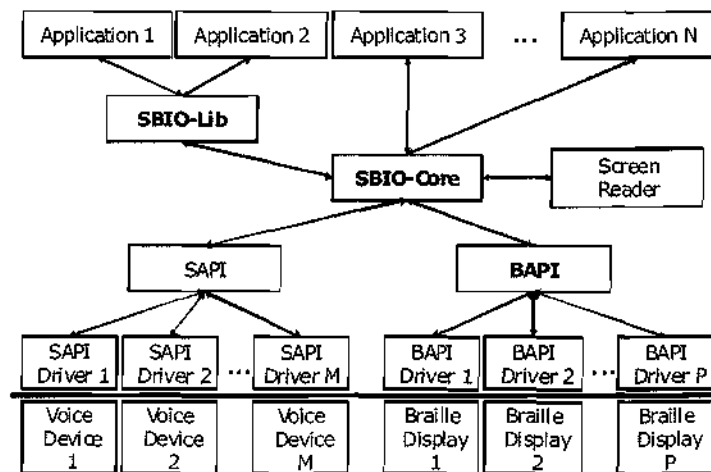 Application 1 Application 2 Application 3 ... Application N
SBIO-Lib
SBIO-Core
Screen
Reader
SAPI
BAPI
SAPI
Driver 1
SAPI
Driver 2
...
SAPI
Driver M
BAPI
Driver 1
BAPI
Driver 2
...
BAPI
Driver P
Voice
Device
1
Voice
Device
2
Voice
Device
M
Braille
Display
1
Braille
Display
2
Braille
Display
P